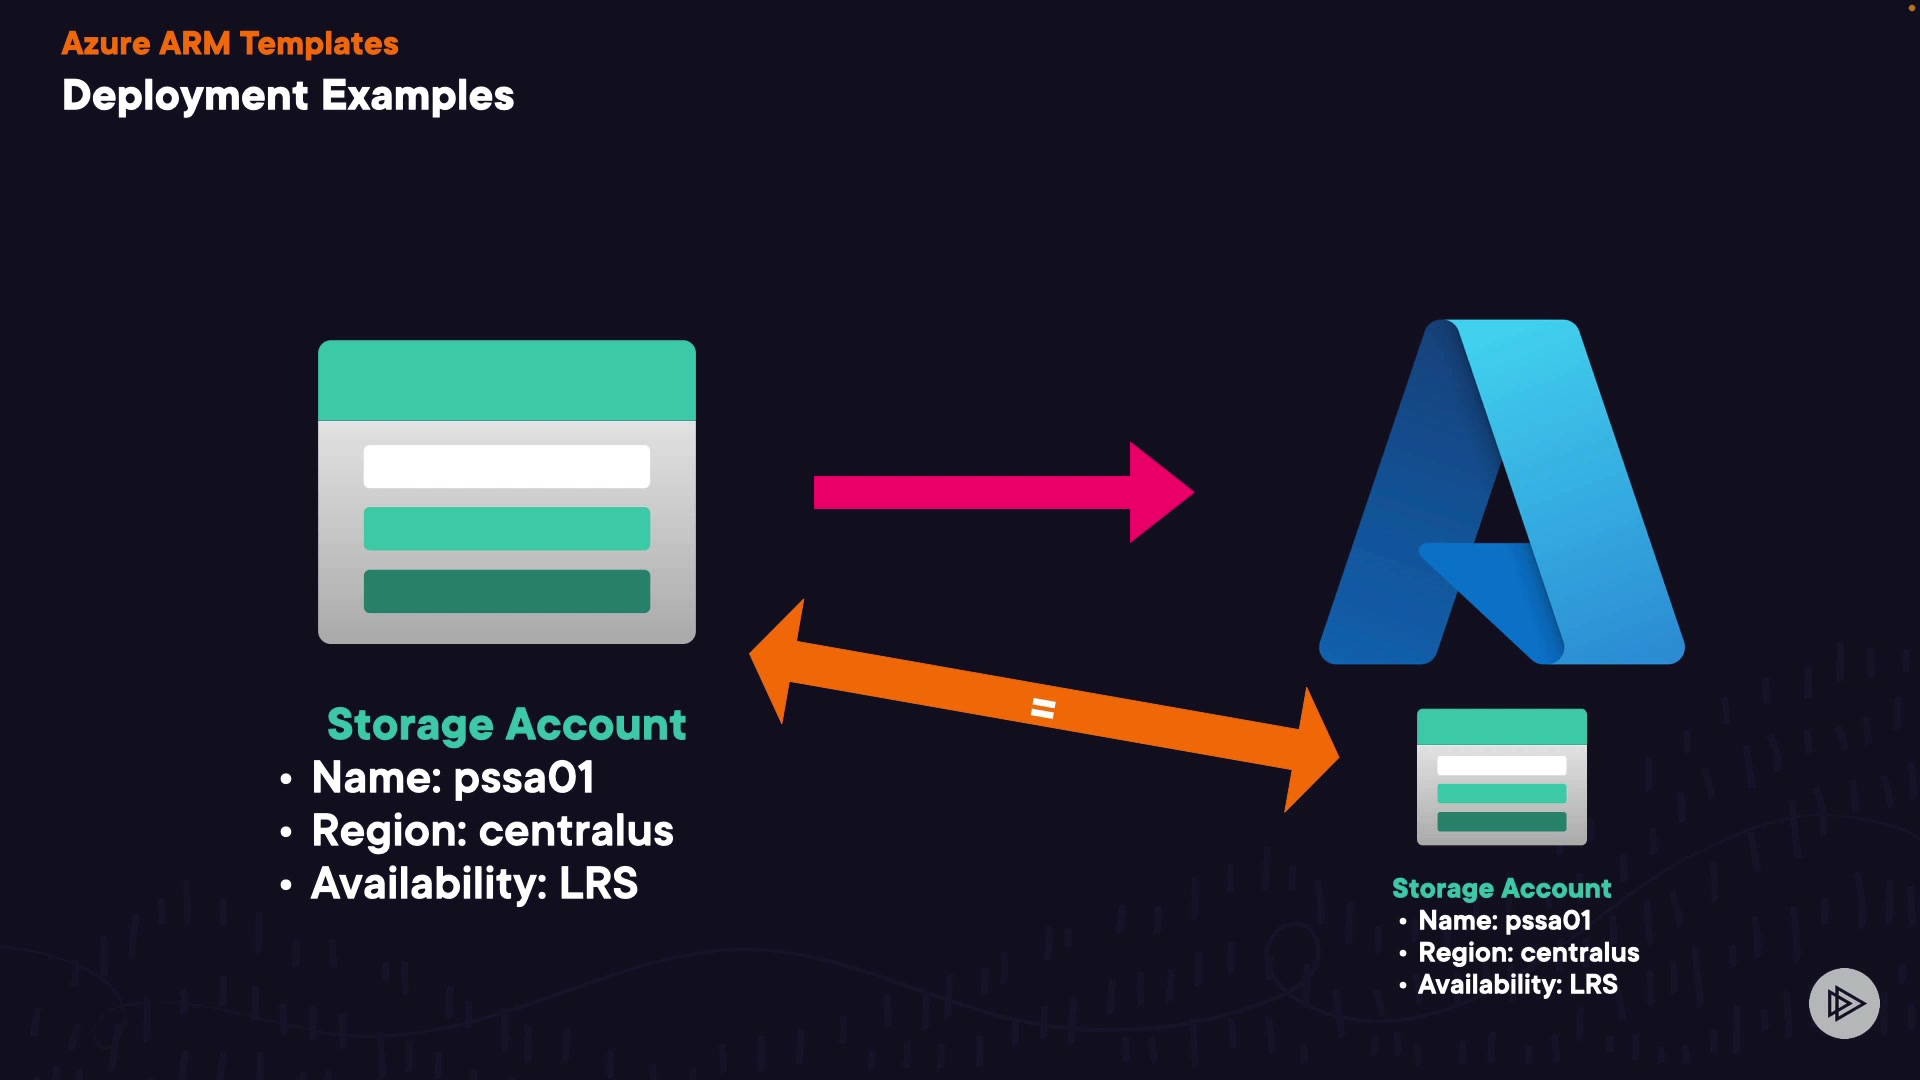 Azure ARM Templates
Deployment Examples
=
Storage Account
• Name: pssa01
• Region: centralus
• Availability: LRS
Storage Account
• Name: pssa01
• Region: centralus
• Availability: LRS